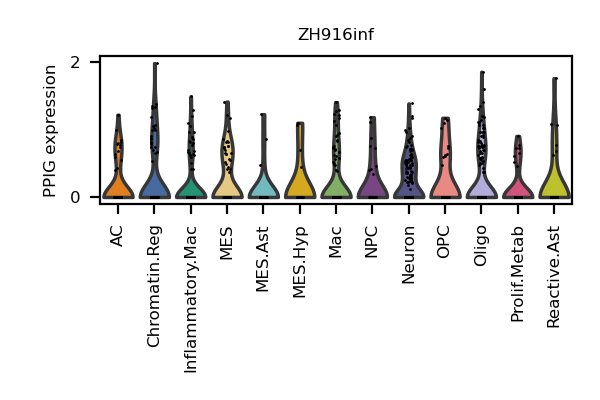 ZH916inf
PPIG expression
2
0
AC
Chromatin.Reg
Inflammatory.Mac
MES
MES.Ast
MES.Hyp
Mac
NPC
Neuron
OPC
Oligo
Prolif.Metab
Reactive.Ast